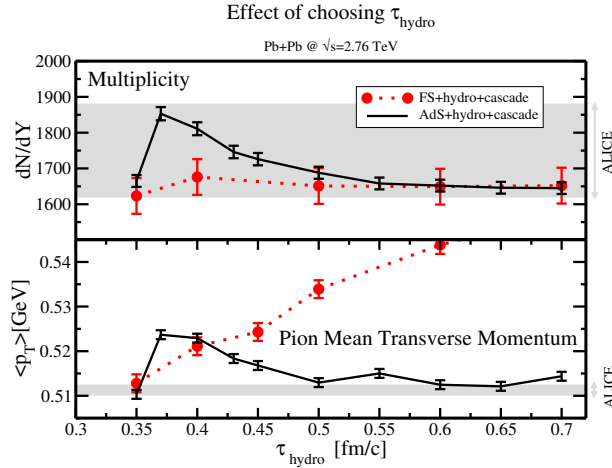 Effect of choosing τhydro
Pb+Pb @ √s=2.76 TeV
Multiplicity
FS+hydro+cascade
AdS+hydro+cascade
dN/dY
2000
1900
1800
1700
1600
ALICE
<pT> [GeV]
0.54
0.53
0.52
0.51
Pion Mean Transverse Momentum
ALICE
0.3 0.35 0.4 0.45 0.5 0.55 0.6 0.65 0.7
τhydro [fm/c]